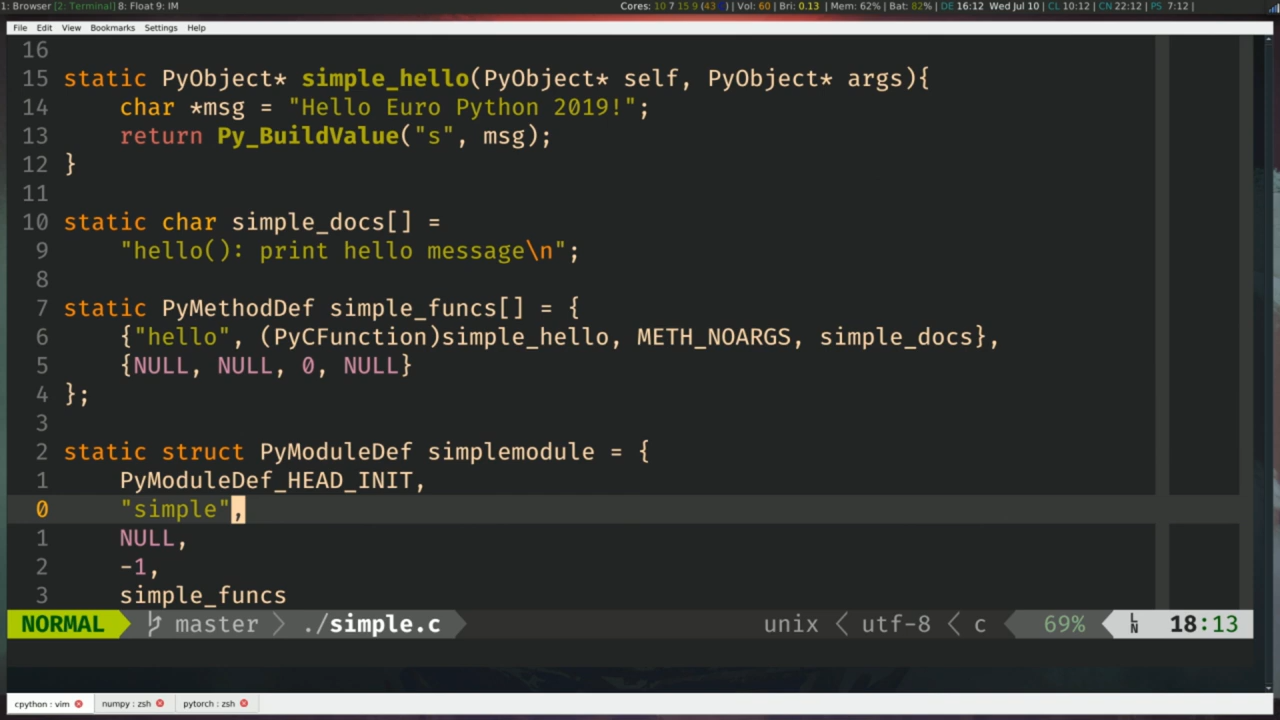 1: Browser [2: Terminal] 8: Float 9: IM
Cores: 10 7 15 9 (43 ) | Vol: 60 | Bri: 0.13 | Mem: 62% | Bat: 82% | DE 16:12 Wed Jul 10 | CL 10:12 | CN 22:12 | PS 7:12 |
File Edit View Bookmarks Settings Help
16
15 static PyObject* simple_hello(PyObject* self, PyObject* args){
14 char *msg = "Hello Euro Python 2019!";
13 return Py_BuildValue("s", msg);
12 }
11
10 static char simple_docs[] =
9 "hello(): print hello message\n";
8
7 static PyMethodDef simple_funcs[] = {
6 {"hello", (PyCFunction)simple_hello, METH_NOARGS, simple_docs},
5 {NULL, NULL, 0, NULL}
4 };
3
2 static struct PyModuleDef simplemodule = {
1 PyModuleDef_HEAD_INIT,
0 "simple",
1 NULL,
2 -1,
3 simple_funcs
NORMAL master ./simple.c unix utf-8 c 69% LN 18:13
cpython : vim numpy : zsh pytorch : zsh